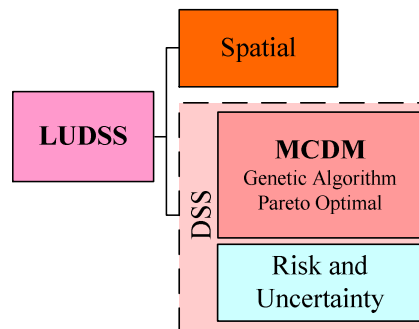 Spatial
LUDSS
DSS
MCDM
Genetic Algorithm
Pareto Optimal
Risk and
Uncertainty